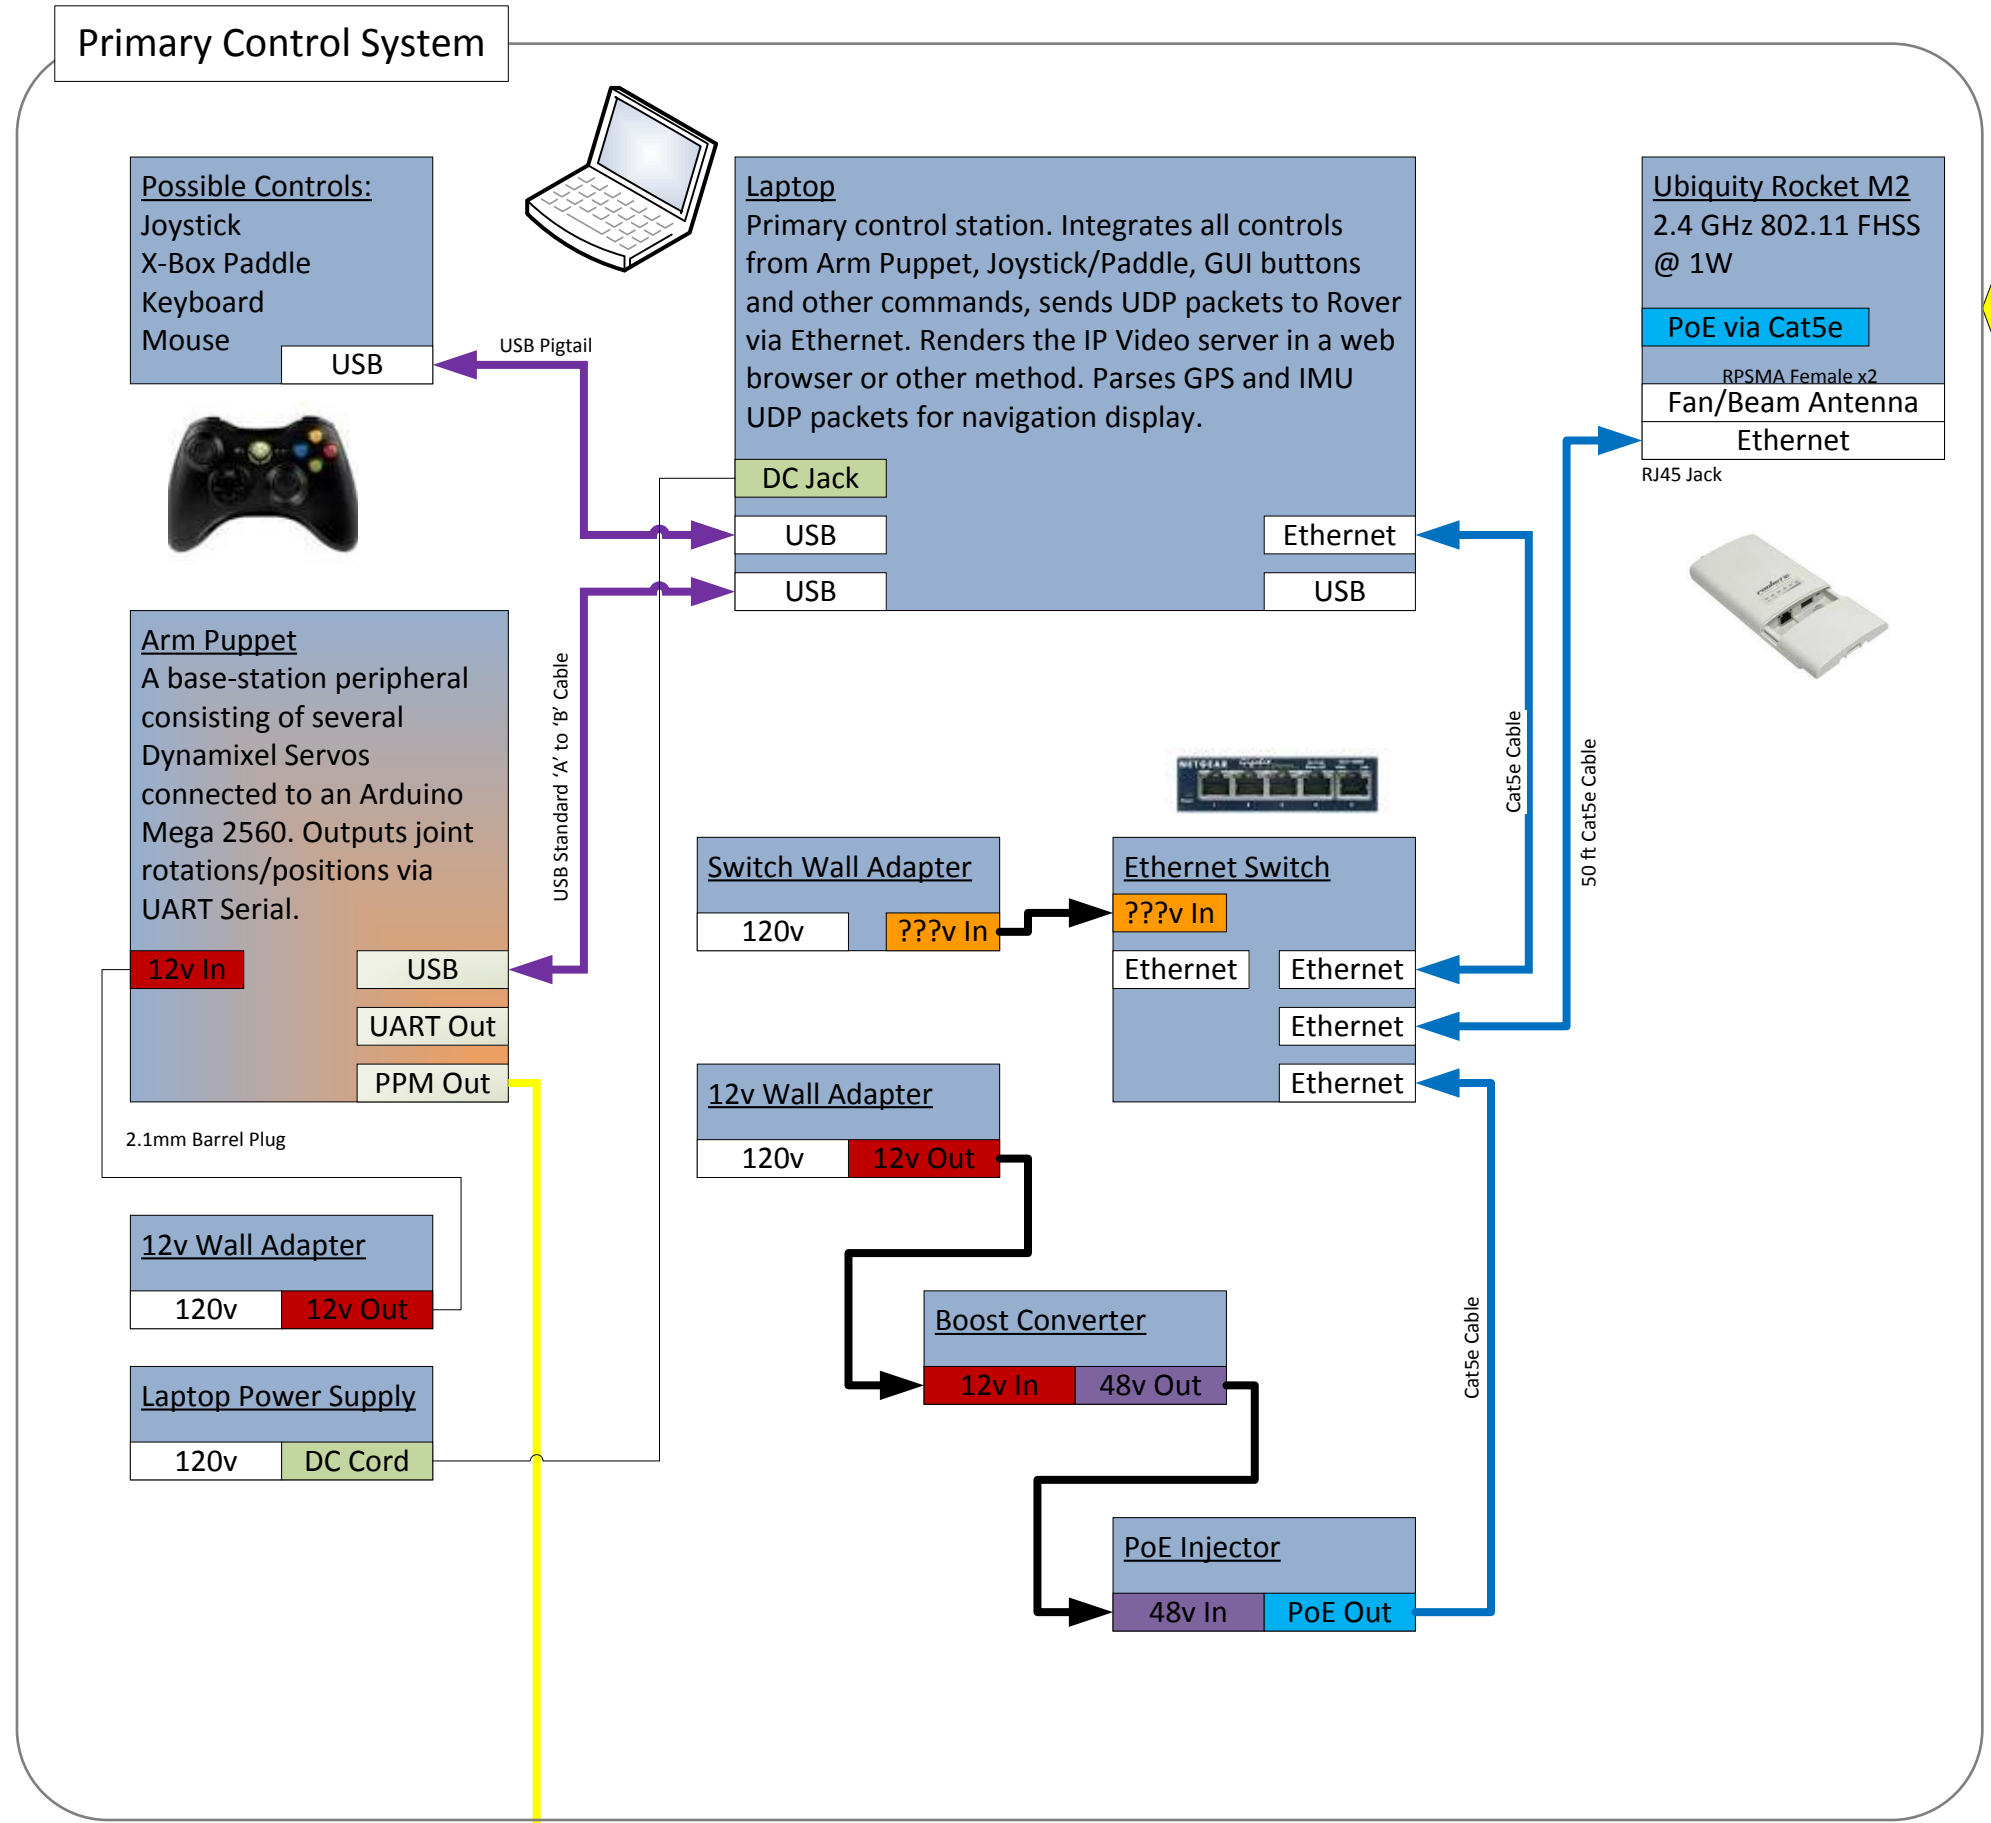 Primary Control System
Possible Controls:
Joystick
X-Box Paddle
Keyboard
Mouse
USB
USB Pigtail
Laptop
Primary control station. Integrates all controls
from Arm Puppet, Joystick/Paddle, GUI buttons
and other commands, sends UDP packets to Rover
via Ethernet. Renders the IP Video server in a web
browser or other method. Parses GPS and IMU
UDP packets for navigation display.
DC Jack
USB
Ethernet
USB
USB
Ubiquity Rocket M2
2.4 GHz 802.11 FHSS
@ 1W
PoE via Cat5e
RPSMA Female x2
Fan/Beam Antenna
Ethernet
RJ45 Jack
Arm Puppet
A base-station peripheral
consisting of several
Dynamixel Servos
connected to an Arduino
Mega 2560. Outputs joint
rotations/positions via
UART Serial.
12v In
USB
UART Out
PPM Out
USB Standard ‘A’ to ‘B’ Cable
2.1mm Barrel Plug
12v Wall Adapter
120v
12v Out
Laptop Power Supply
120v
DC Cord
NETGEAR
Switch Wall Adapter
120v
???v In
Ethernet Switch
???v In
Ethernet
Ethernet
Ethernet
Ethernet
Cat5e Cable
50 ft Cat5e Cable
12v Wall Adapter
120v
12v Out
Boost Converter
12v In
48v Out
Cat5e Cable
PoE Injector
48v In
PoE Out